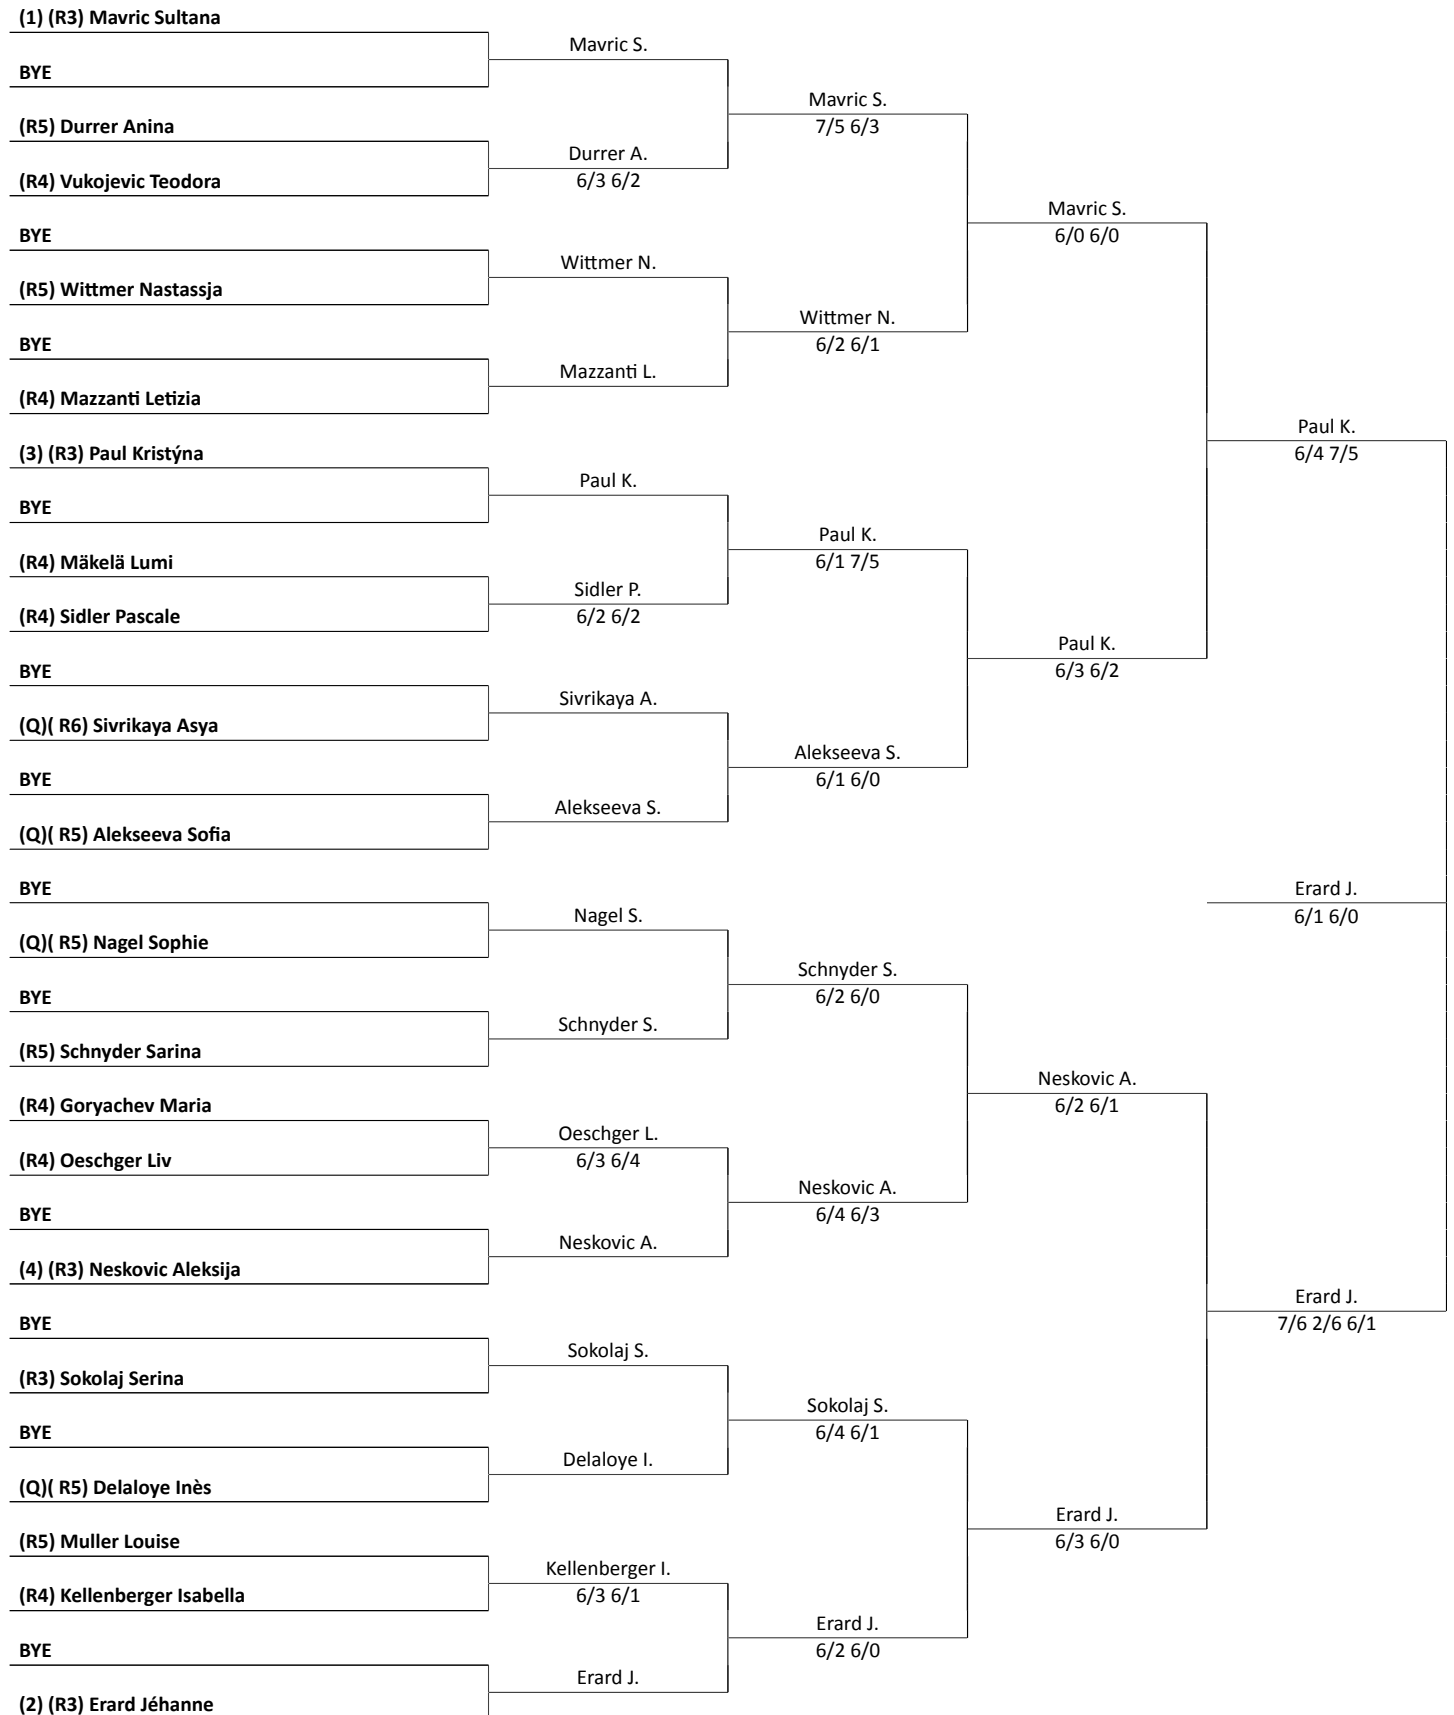 (1) (R3) Mavric Sultana
Mavric S.
BYE
Mavric S.
7/5 6/3
(R5) Durrer Anina
Durrer A.
6/3 6/2
(R4) Vukojevic Teodora
Mavric S.
6/0 6/0
BYE
Wittmer N.
(R5) Wittmer Nastassja
Wittmer N.
6/2 6/1
BYE
Mazzanti L.
(R4) Mazzanti Letizia
Paul K.
6/4 7/5
(3) (R3) Paul Kristýna
Paul K.
BYE
Paul K.
6/1 7/5
(R4) Mäkelä Lumi
Sidler P.
6/2 6/2
(R4) Sidler Pascale
Paul K.
6/3 6/2
BYE
Sivrikaya A.
(Q)( R6) Sivrikaya Asya
Alekseeva S.
6/1 6/0
BYE
Alekseeva S.
(Q)( R5) Alekseeva Sofia
BYE
Erard J.
6/1 6/0
Nagel S.
(Q)( R5) Nagel Sophie
Schnyder S.
6/2 6/0
BYE
Schnyder S.
(R5) Schnyder Sarina
Neskovic A.
6/2 6/1
(R4) Goryachev Maria
Oeschger L.
6/3 6/4
(R4) Oeschger Liv
Neskovic A.
6/4 6/3
BYE
Neskovic A.
(4) (R3) Neskovic Aleksija
Erard J.
7/6 2/6 6/1
BYE
Sokolaj S.
(R3) Sokolaj Serina
Sokolaj S.
6/4 6/1
BYE
Delaloye I.
(Q)( R5) Delaloye Inès
Erard J.
6/3 6/0
(R5) Muller Louise
Kellenberger I.
6/3 6/1
(R4) Kellenberger Isabella
Erard J.
6/2 6/0
BYE
Erard J.
(2) (R3) Erard Jéhanne